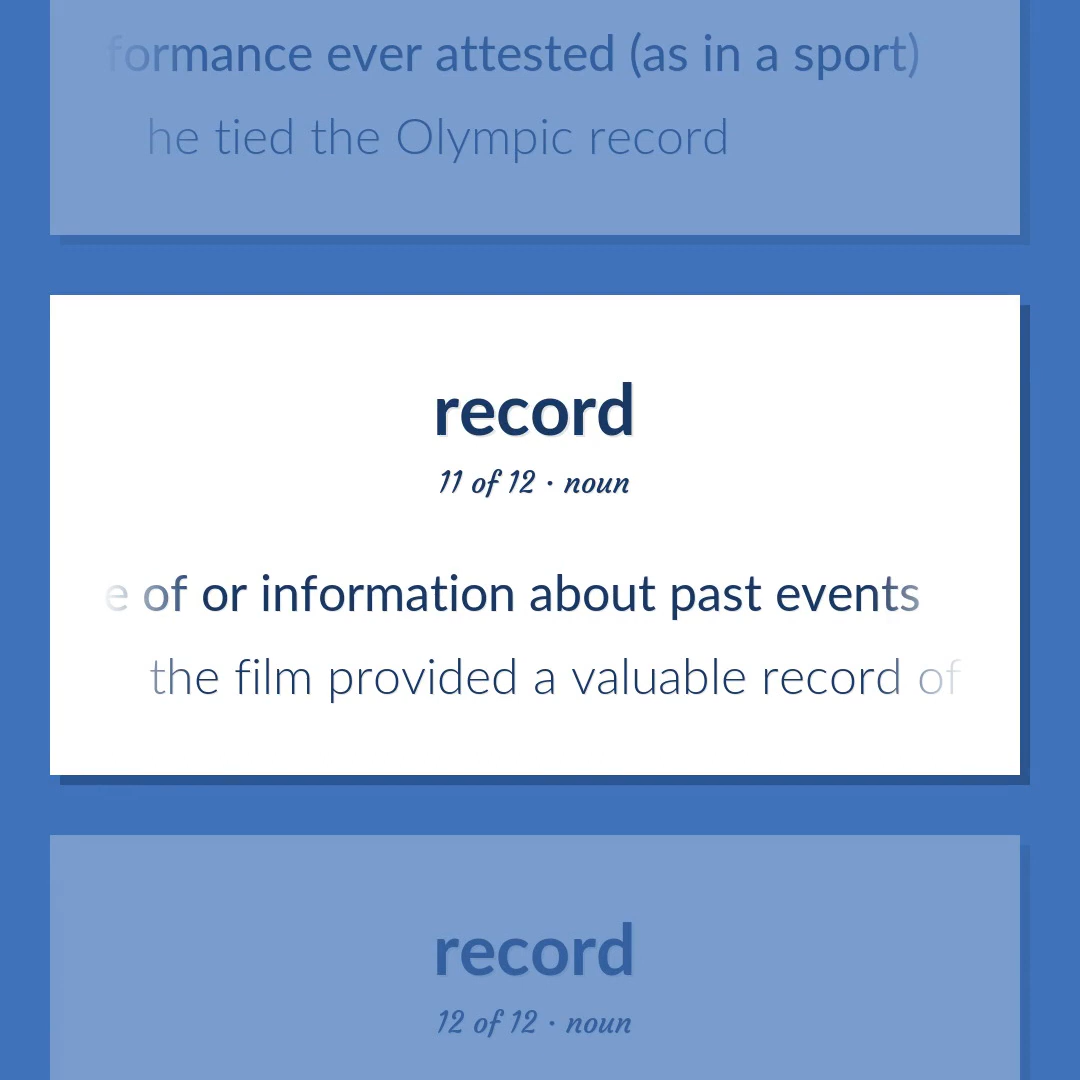 formance ever attested (as in a sport)
he tied the Olympic record
record
11 of 12 · noun
e of or information about past events
the film provided a valuable record of
record
12 of 12 · noun